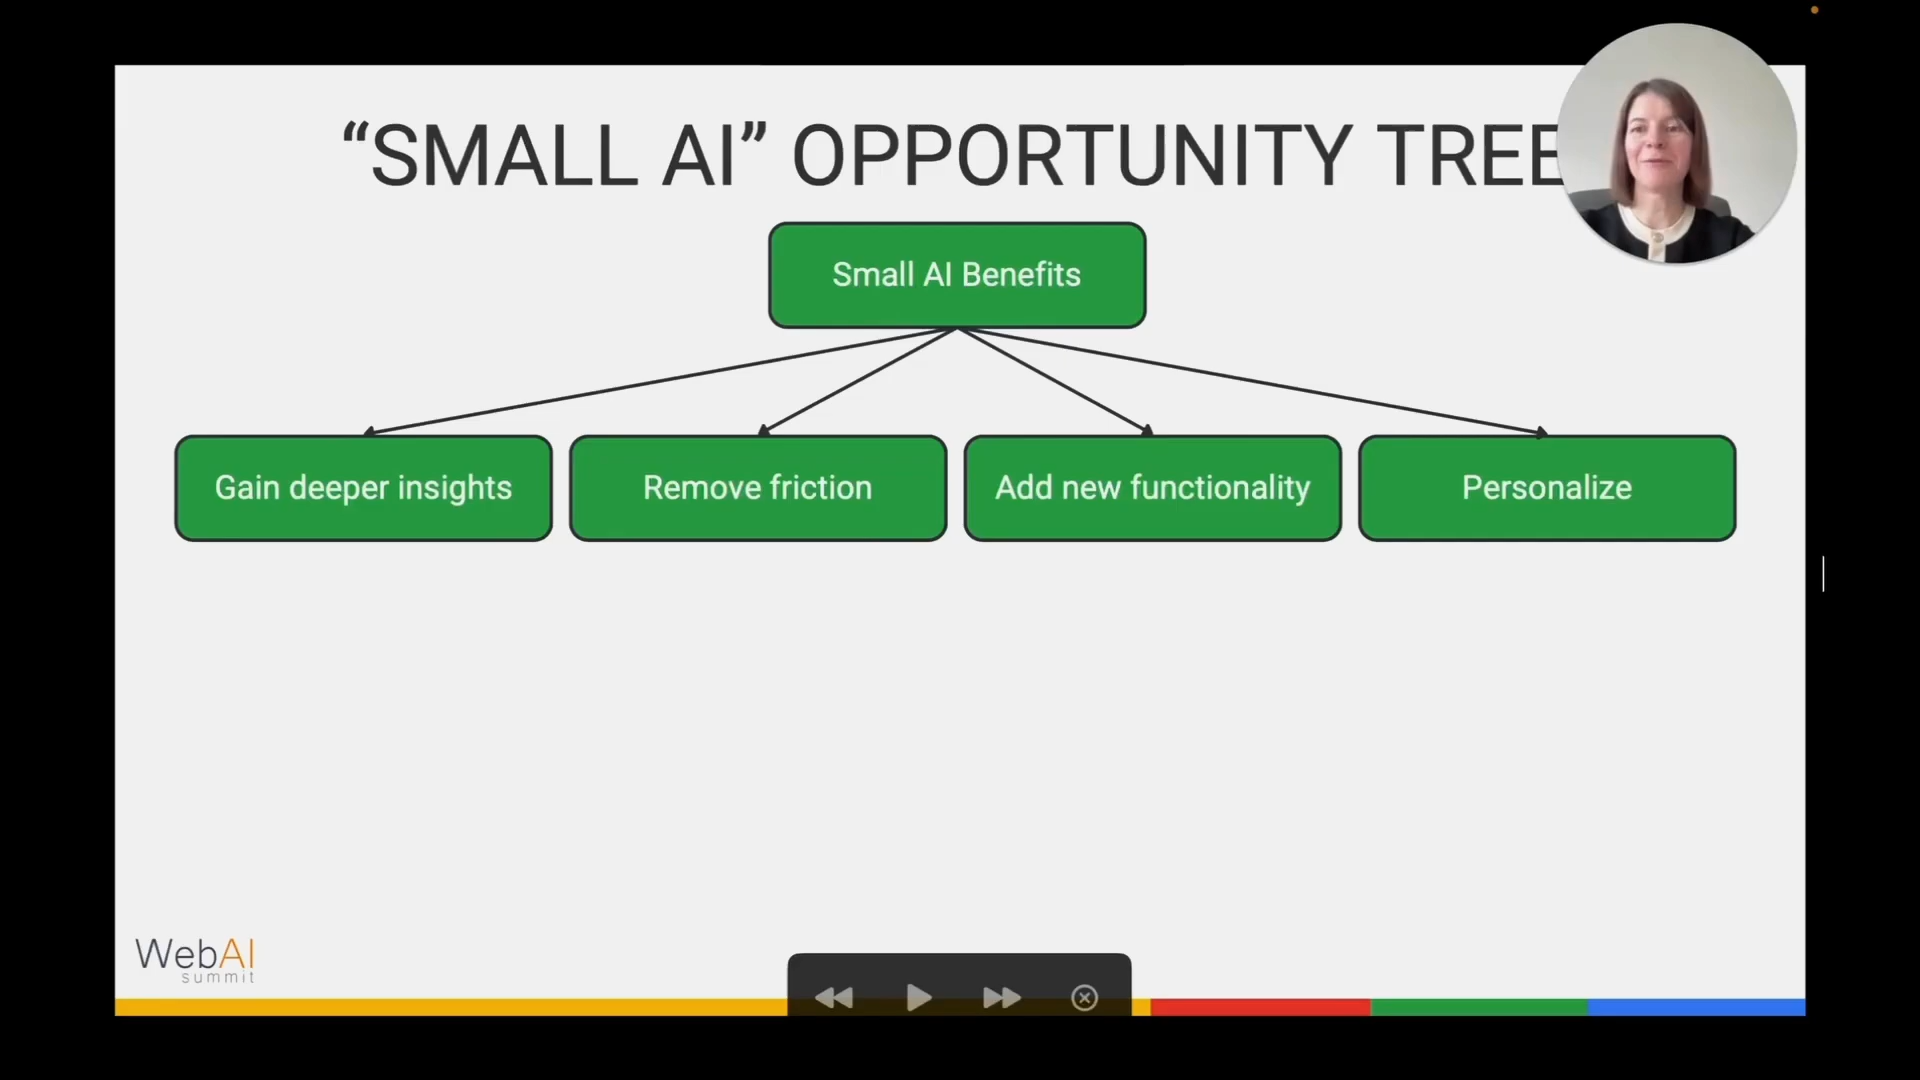 “SMALL AI” OPPORTUNITY TREE
Small AI Benefits
Gain deeper insights
Remove friction
Add new functionality
Personalize
WebAI
summit